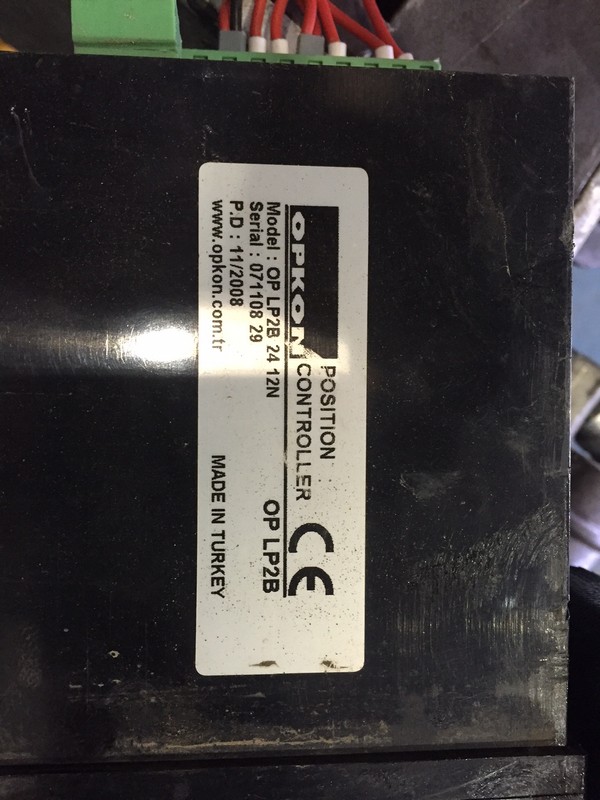 OPKON
POSITION
CONTROLLER
CE
Model : OP LP2B 24 12N
OP LP2B
Serial : 071108 29
P.D : 11/2008
www.opkon.com.tr
MADE IN TURKEY